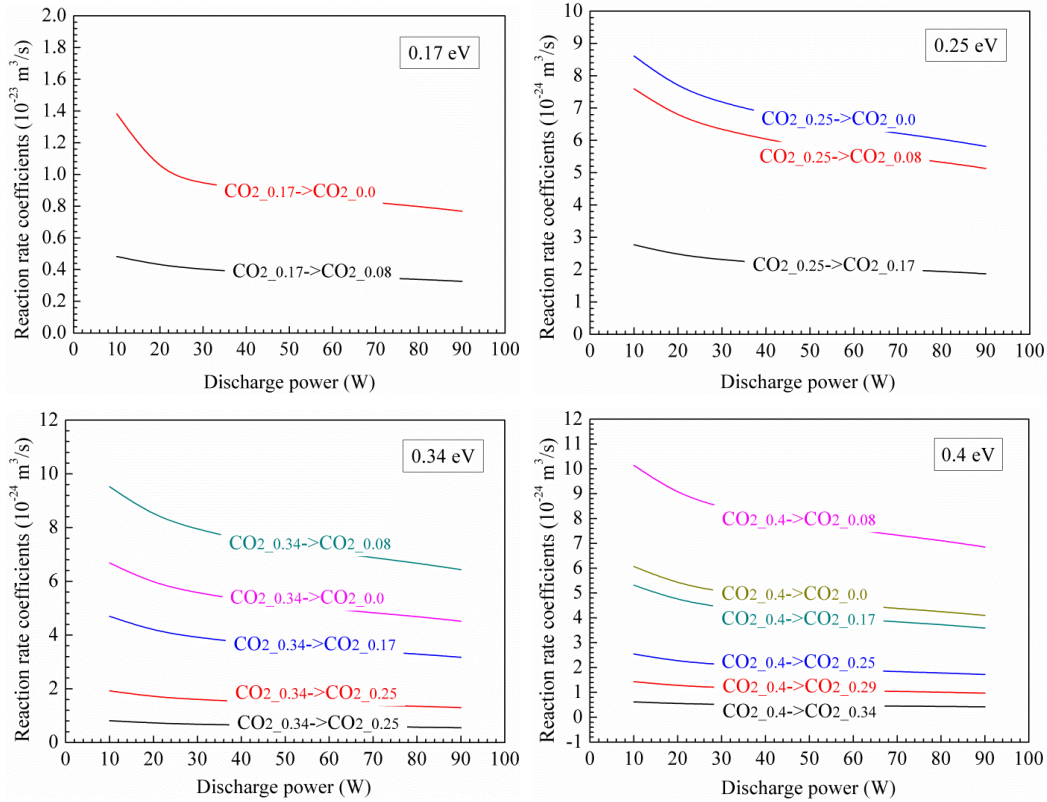 2.0
1.8
1.6
1.4
1.2
1.0
0.8
0.6
0.4
0.2
0.0
Reaction rate coefficients (10-23 m3/s)
0.17 eV
CO2_0.17->CO2_0.0
CO2_0.17->CO2_0.08
0 10 20 30 40 50 60 70 80 90 100
Discharge power (W)
10
9
8
7
6
5
4
3
2
1
0
Reaction rate coefficients (10-24 m3/s)
0.25 eV
CO2_0.25->CO2_0.0
CO2_0.25->CO2_0.08
CO2_0.25->CO2_0.17
0 10 20 30 40 50 60 70 80 90 100
Discharge power (W)
12
10
8
6
4
2
0
Reaction rate coefficients (10-24 m3/s)
0.34 eV
CO2_0.34->CO2_0.08
CO2_0.34->CO2_0.0
CO2_0.34->CO2_0.17
CO2_0.34->CO2_0.25
CO2_0.34->CO2_0.25
0 10 20 30 40 50 60 70 80 90 100
Discharge power (W)
12
11
10
9
8
7
6
5
4
3
2
1
0
-1
Reaction rate coefficients (10-24 m3/s)
0.4 eV
CO2_0.4->CO2_0.08
CO2_0.4->CO2_0.0
CO2_0.4->CO2_0.17
CO2_0.4->CO2_0.25
CO2_0.4->CO2_0.29
CO2_0.4->CO2_0.34
0 10 20 30 40 50 60 70 80 90 100
Discharge power (W)